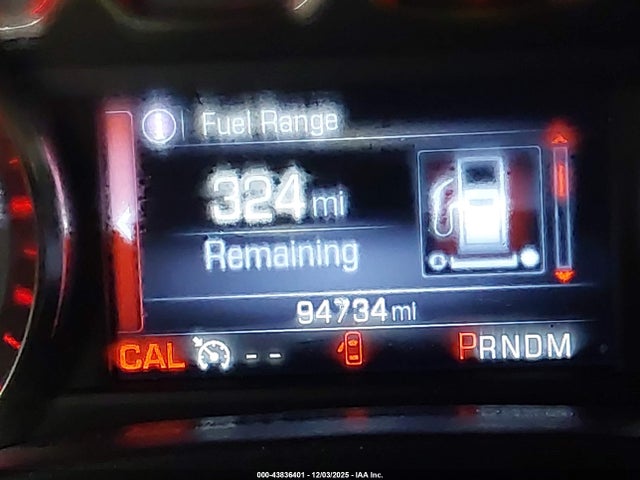 Fuel Range
324 mi
Remaining
94734 mi
CAL -- PRNDM
000-43836401 - 12/03/2025 - IAA Inc.